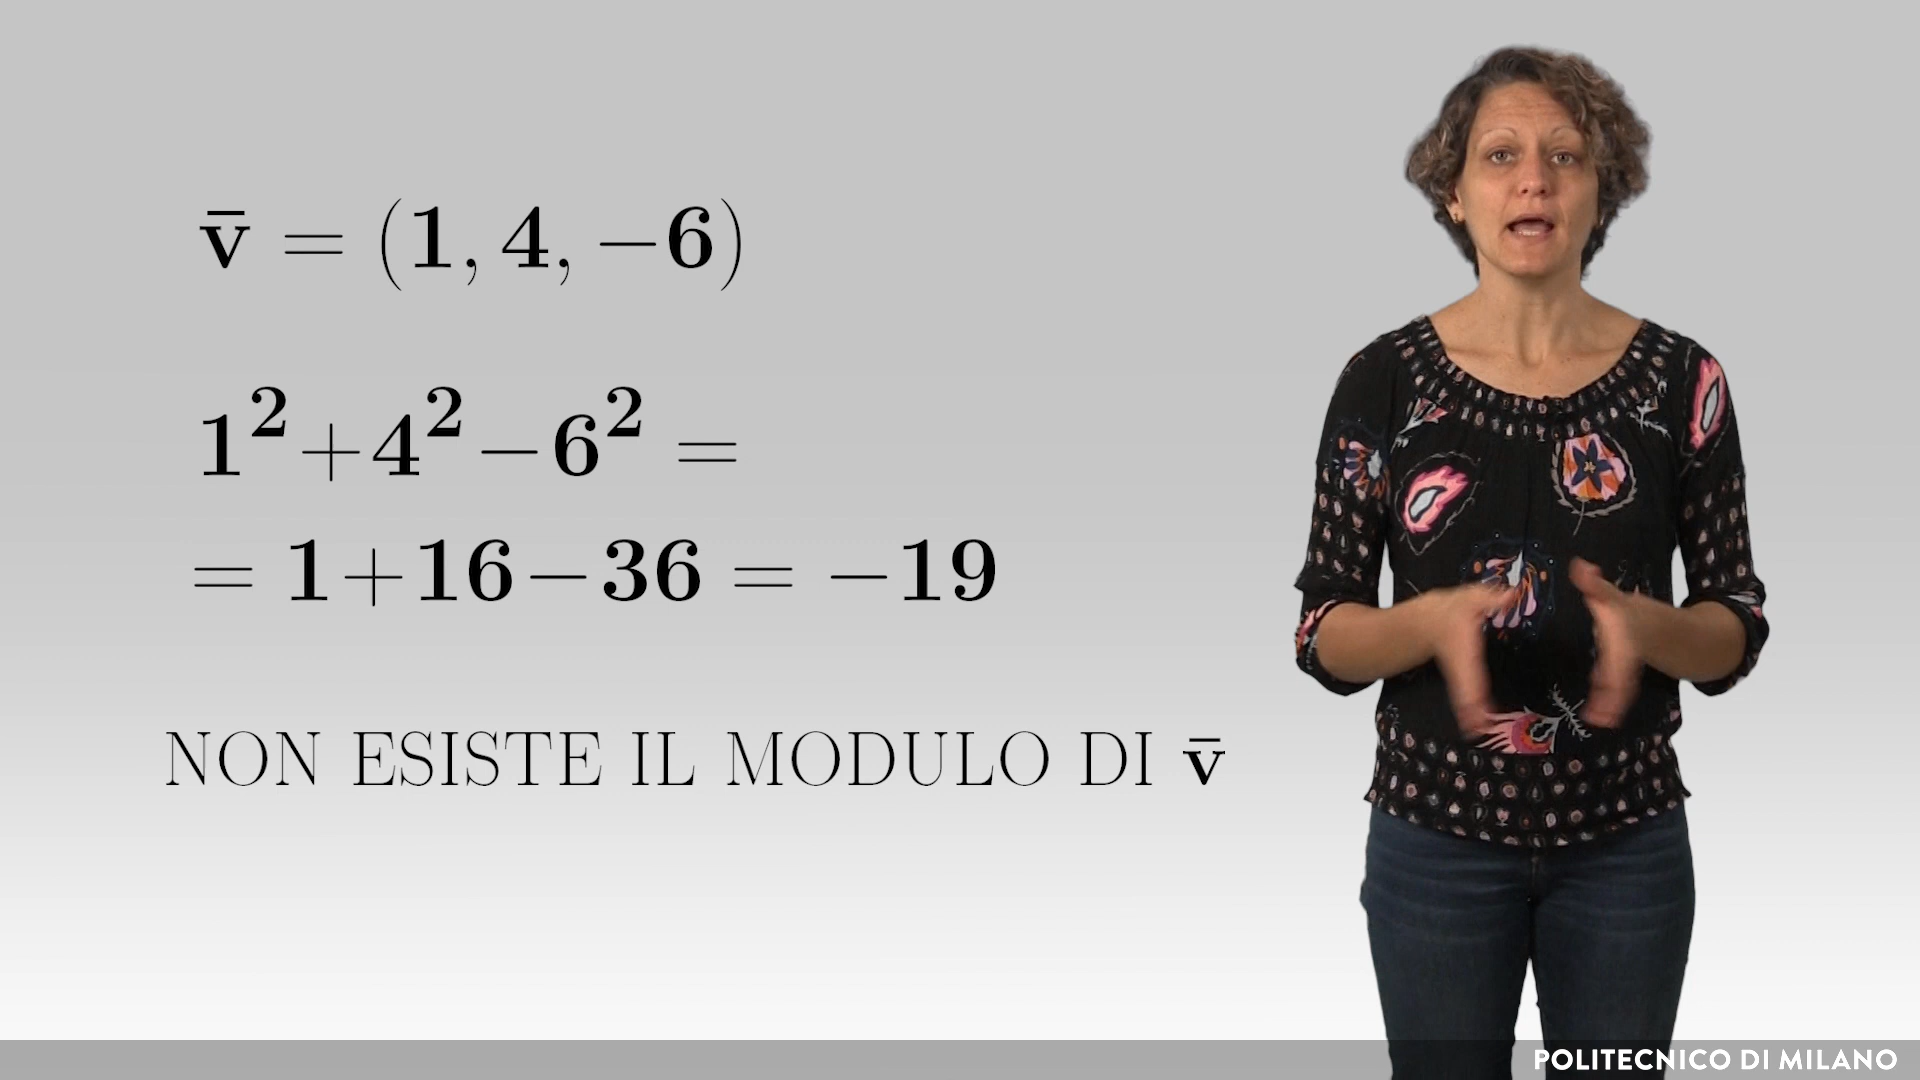 v̄ = (1, 4, −6)
1²+4²−6² =
= 1+16−36 = −19
NON ESISTE IL MODULO DI v̄
POLITECNICO DI MILANO